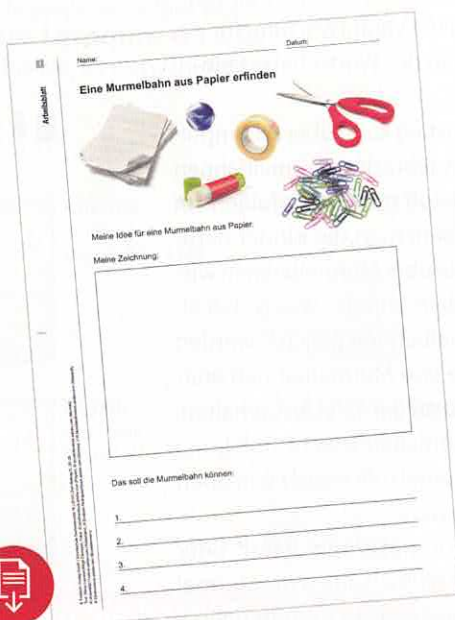 Arbeitsblatt
Name:
Datum:
Eine Murmelbahn aus Papier erfinden
Meine Idee für eine Murmelbahn aus Papier:
Meine Zeichnung:
Das soll die Murmelbahn können:
1.
2.
3.
4.